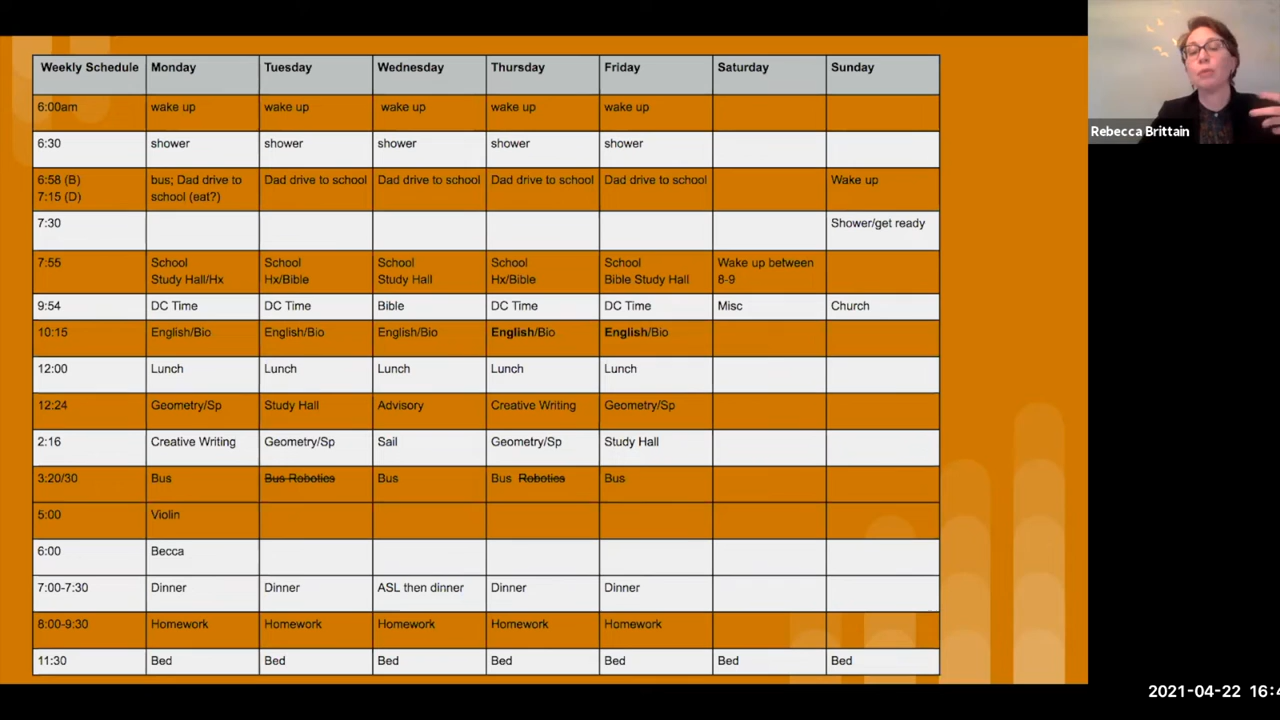 Weekly Schedule Monday Tuesday Wednesday Thursday Friday Saturday Sunday
6:00am wake up wake up wake up wake up wake up
6:30 shower shower shower shower shower
6:58 (B) bus; Dad drive to Dad drive to school Dad drive to school Dad drive to school Dad drive to school Wake up
7:15 (D) school (eat?)
7:30 Shower/get ready
7:55 School School School School School Wake up between
Study Hall/Hx Hx/Bible Study Hall Hx/Bible Bible Study Hall 8-9
9:54 DC Time DC Time Bible DC Time DC Time Misc Church
10:15 English/Bio English/Bio English/Bio English/Bio English/Bio
12:00 Lunch Lunch Lunch Lunch Lunch
12:24 Geometry/Sp Study Hall Advisory Creative Writing Geometry/Sp
2:16 Creative Writing Geometry/Sp Sail Geometry/Sp Study Hall
3:20/30 Bus Bus Robotics Bus Bus Robotics Bus
5:00 Violin
6:00 Becca
7:00-7:30 Dinner Dinner ASL then dinner Dinner Dinner
8:00-9:30 Homework Homework Homework Homework Homework
11:30 Bed Bed Bed Bed Bed Bed Bed
Rebecca Brittain
2021-04-22 16:4